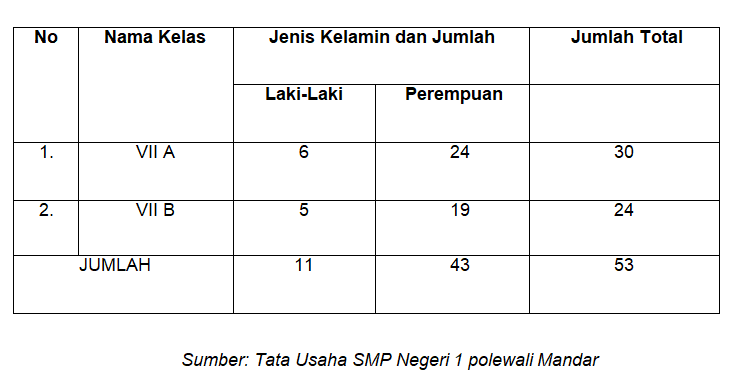 No Nama Kelas Jenis Kelamin dan Jumlah Jumlah Total
Laki-Laki Perempuan
1. VII A 6 24 30
2. VII B 5 19 24
JUMLAH 11 43 53
Sumber: Tata Usaha SMP Negeri 1 polewali Mandar